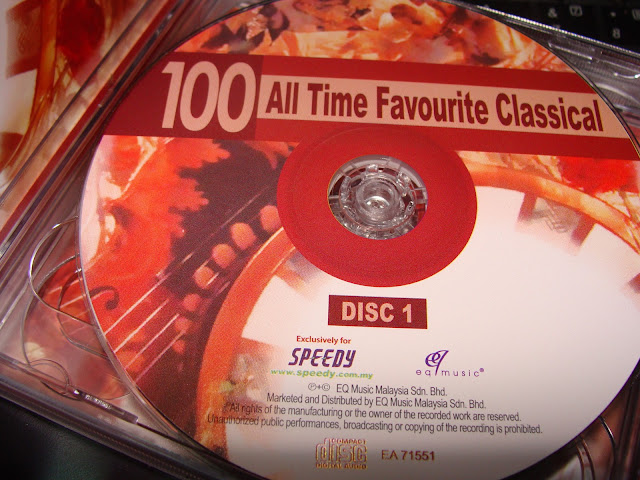 100 All Time Favourite Classical
DISC 1
Exclusively for
SPEEDY
www.speedy.com.my
eq music®
℗+© EQ Music Malaysia Sdn. Bhd.
Marketed and Distributed by EQ Music Malaysia Sdn. Bhd.
All rights of the manufacturing or the owner of the recorded work are reserved.
Unauthorized public performances, broadcasting or copying of the recording is prohibited.
COMPACT
disc
DIGITAL AUDIO
EA 71551